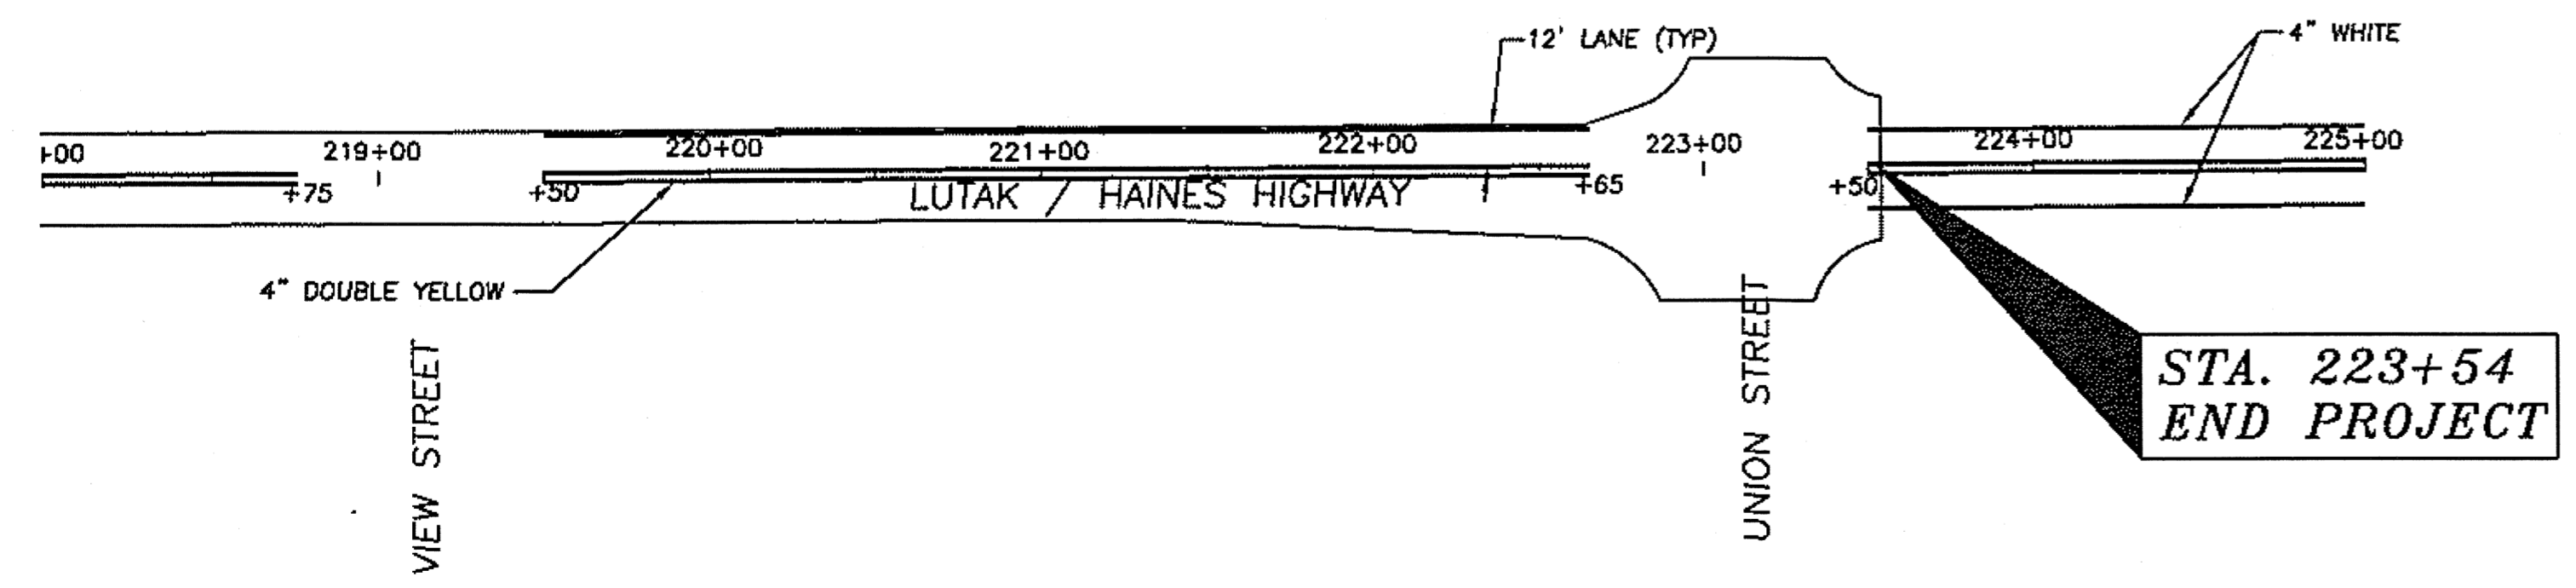 12' LANE (TYP)
4" WHITE
+00
219+00
220+00
221+00
222+00
223+00
224+00
225+00
+75
+50
LUTAK / HAINES HIGHWAY
+65
+50
4" DOUBLE YELLOW
VIEW STREET
UNION STREET
STA. 223+54
END PROJECT